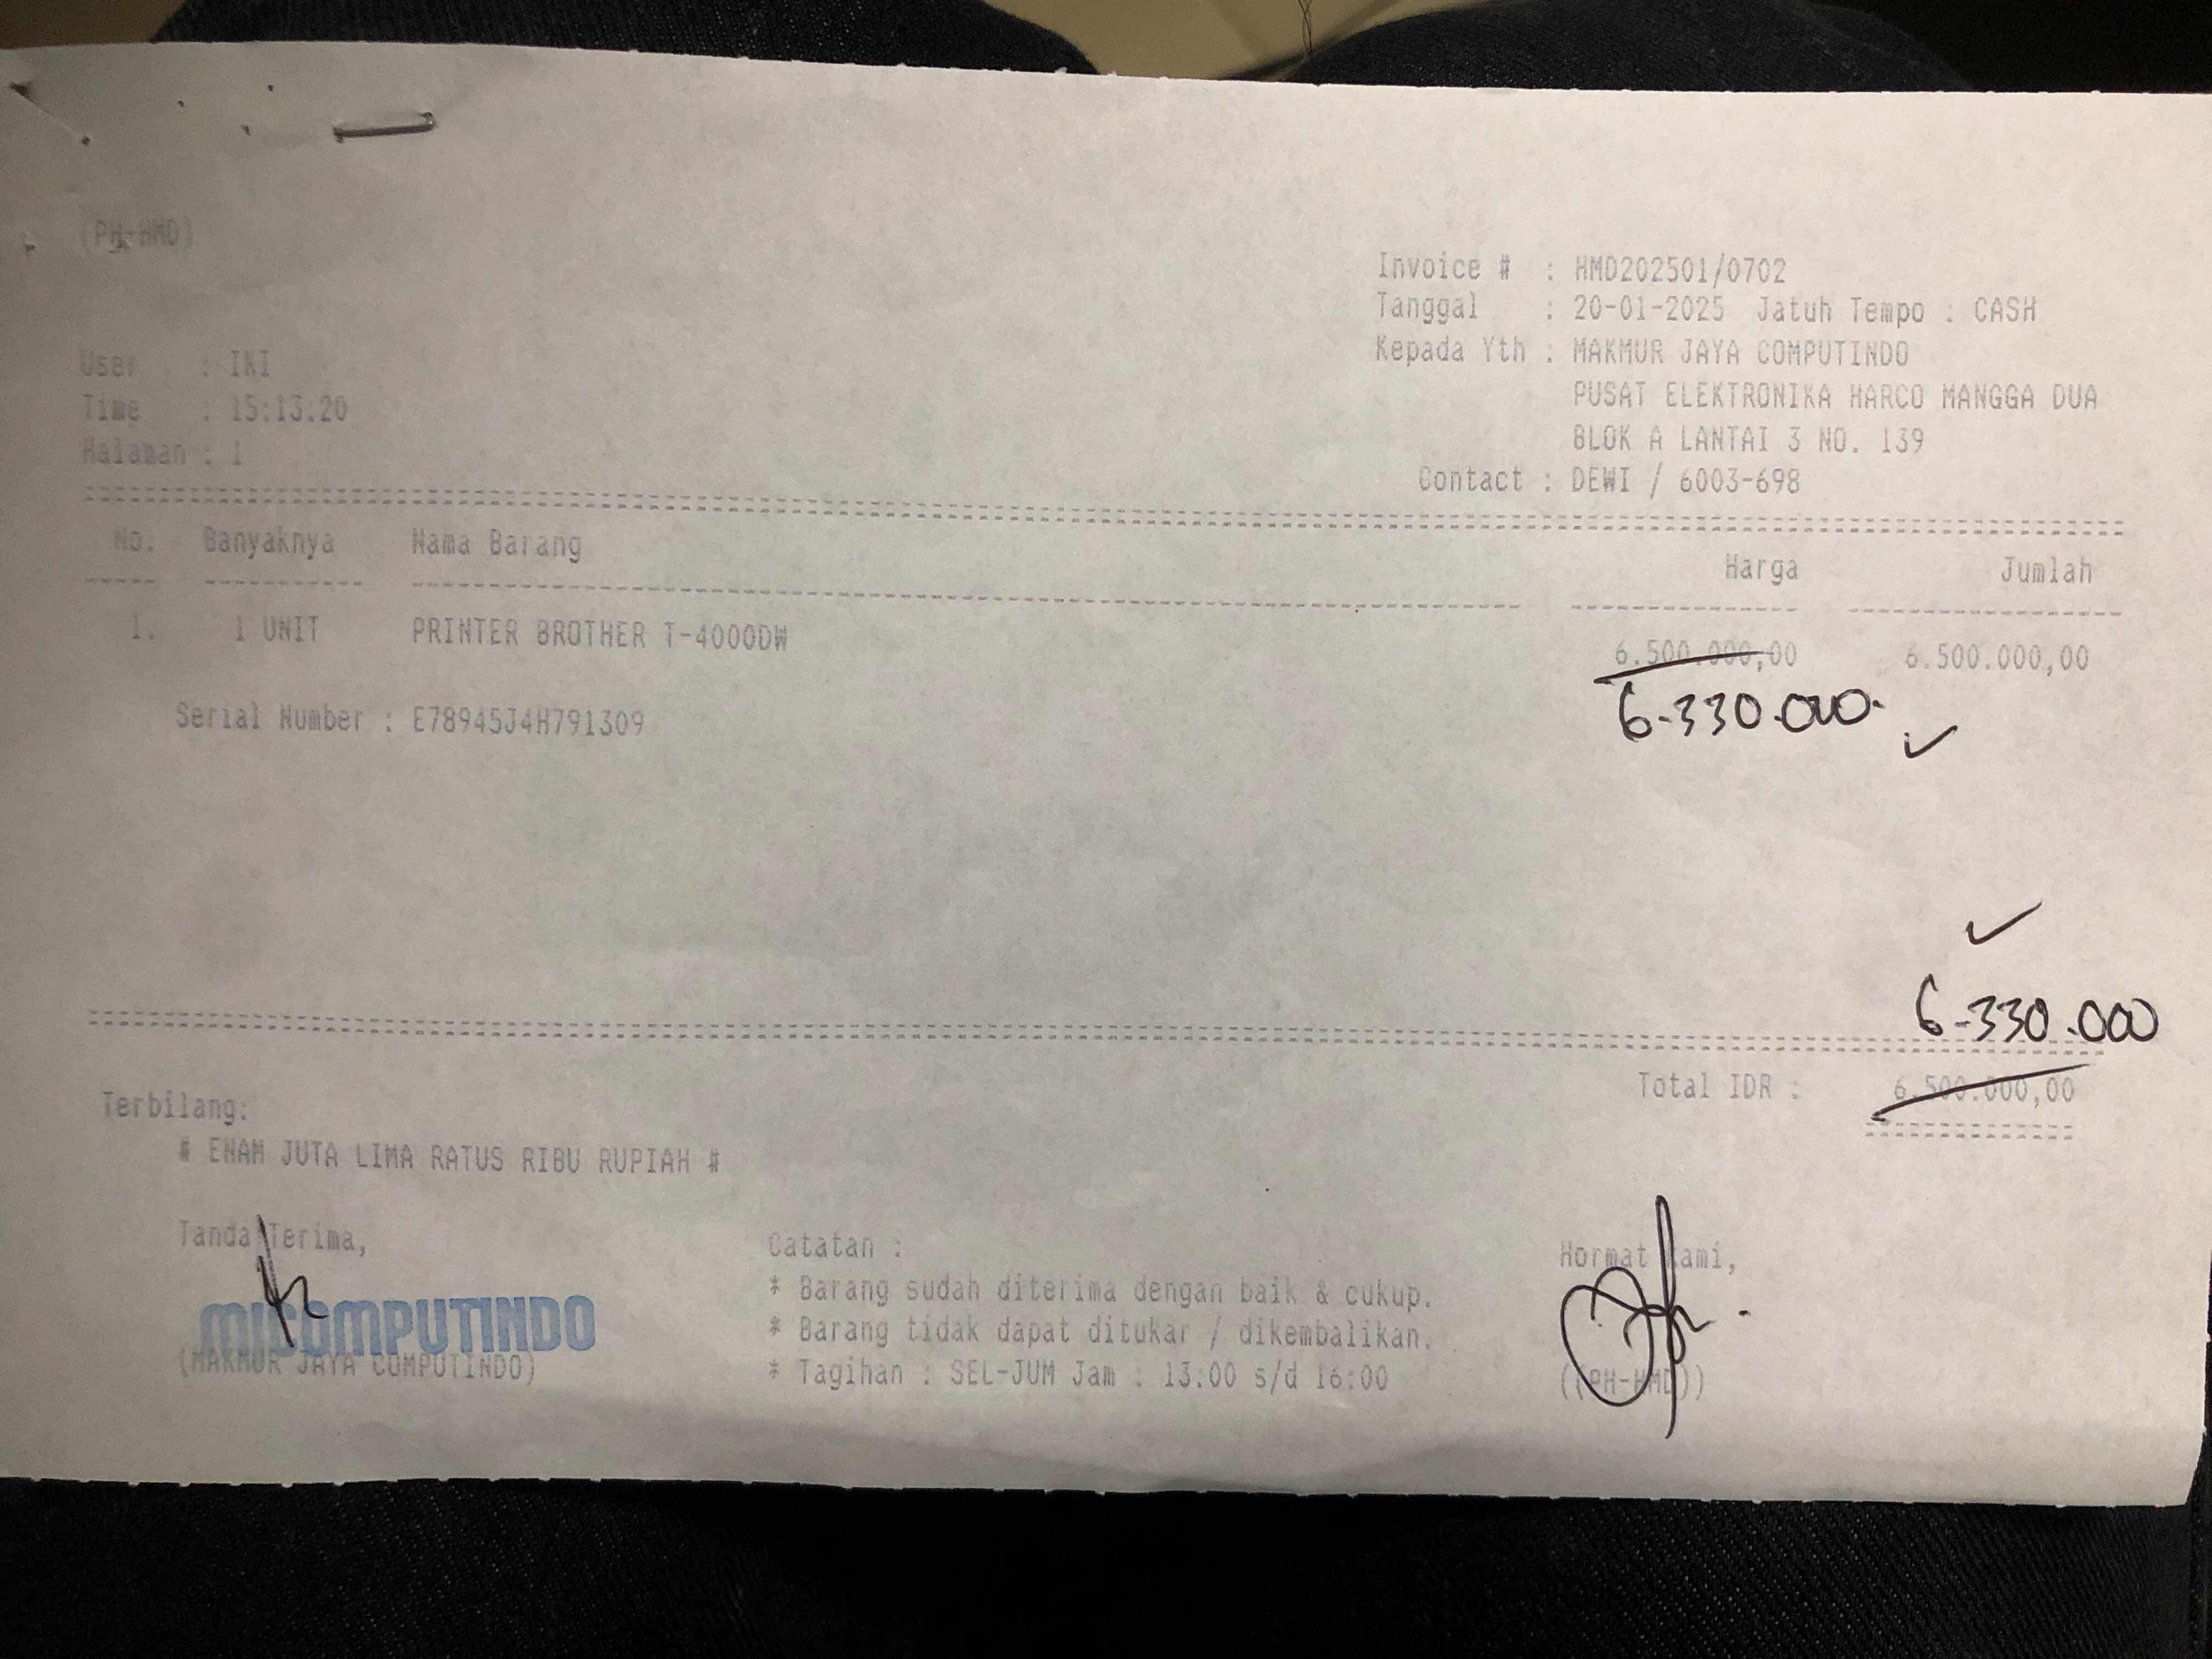 (PH-HMD)
Invoice # : HMD202501/0702
Tanggal : 20-01-2025 Jatuh Tempo : CASH
Kepada Yth : MAKMUR JAYA COMPUTINDO
PUSAT ELEKTRONIKA HARCO MANGGA DUA
BLOK A LANTAI 3 NO. 139
Contact : DEWI / 6003-698
User : IKI
Time : 15:13:20
Halaman : 1
No. Banyaknya Nama Barang Harga Jumlah
1. 1 UNIT PRINTER BROTHER T-4000DW 6.500.000,00 6.500.000,00
6.330.000.
Serial Number : E78945J4H791309
6.330.000
Total IDR : 6.500.000,00
Terbilang:
# ENAM JUTA LIMA RATUS RIBU RUPIAH #
Tanda Terima,
MJCOMPUTINDO
(MAKMUR JAYA COMPUTINDO)
Catatan :
* Barang sudah diterima dengan baik & cukup.
* Barang tidak dapat ditukar / dikembalikan.
* Tagihan : SEL-JUM Jam : 13.00 s/d 16:00
Hormat Kami,
((PH-HMD))